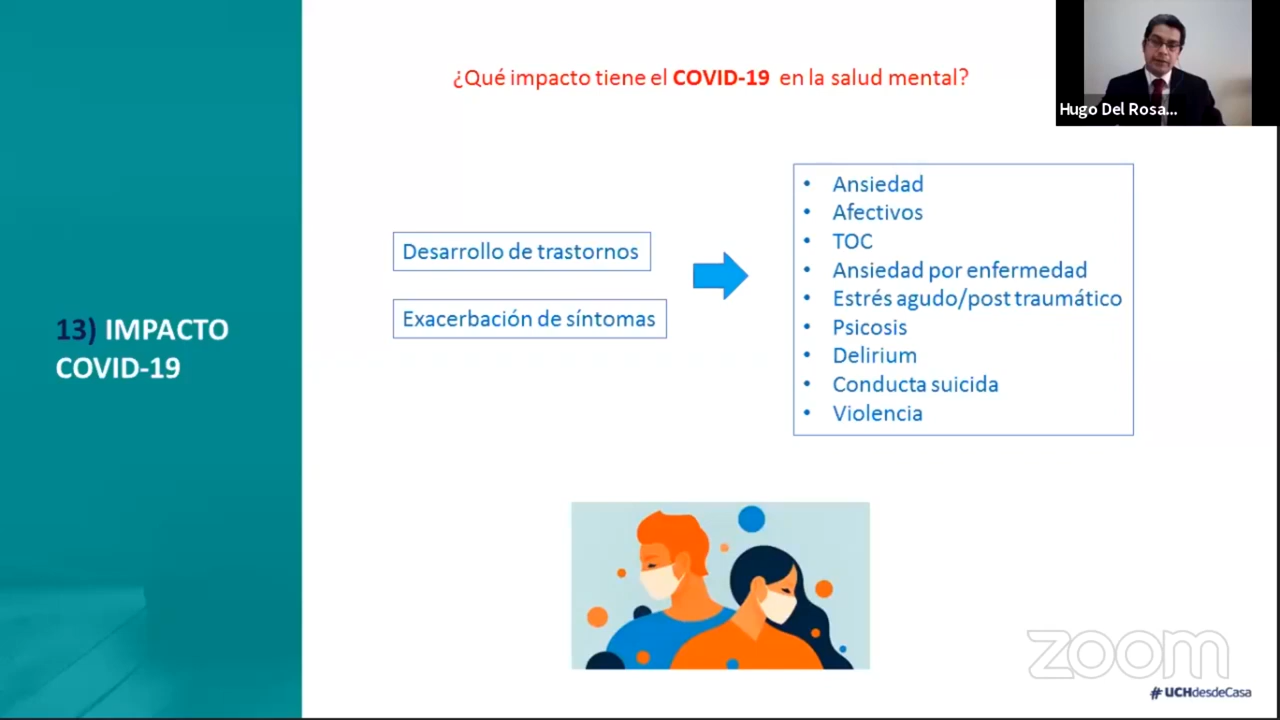 ¿Qué impacto tiene el COVID-19 en la salud mental?
Hugo Del Rosa...
Desarrollo de trastornos
Exacerbación de síntomas
• Ansiedad
• Afectivos
• TOC
• Ansiedad por enfermedad
• Estrés agudo/post traumático
• Psicosis
• Delirium
• Conducta suicida
• Violencia
13) IMPACTO
COVID-19
zoom
#UCHdesdeCasa